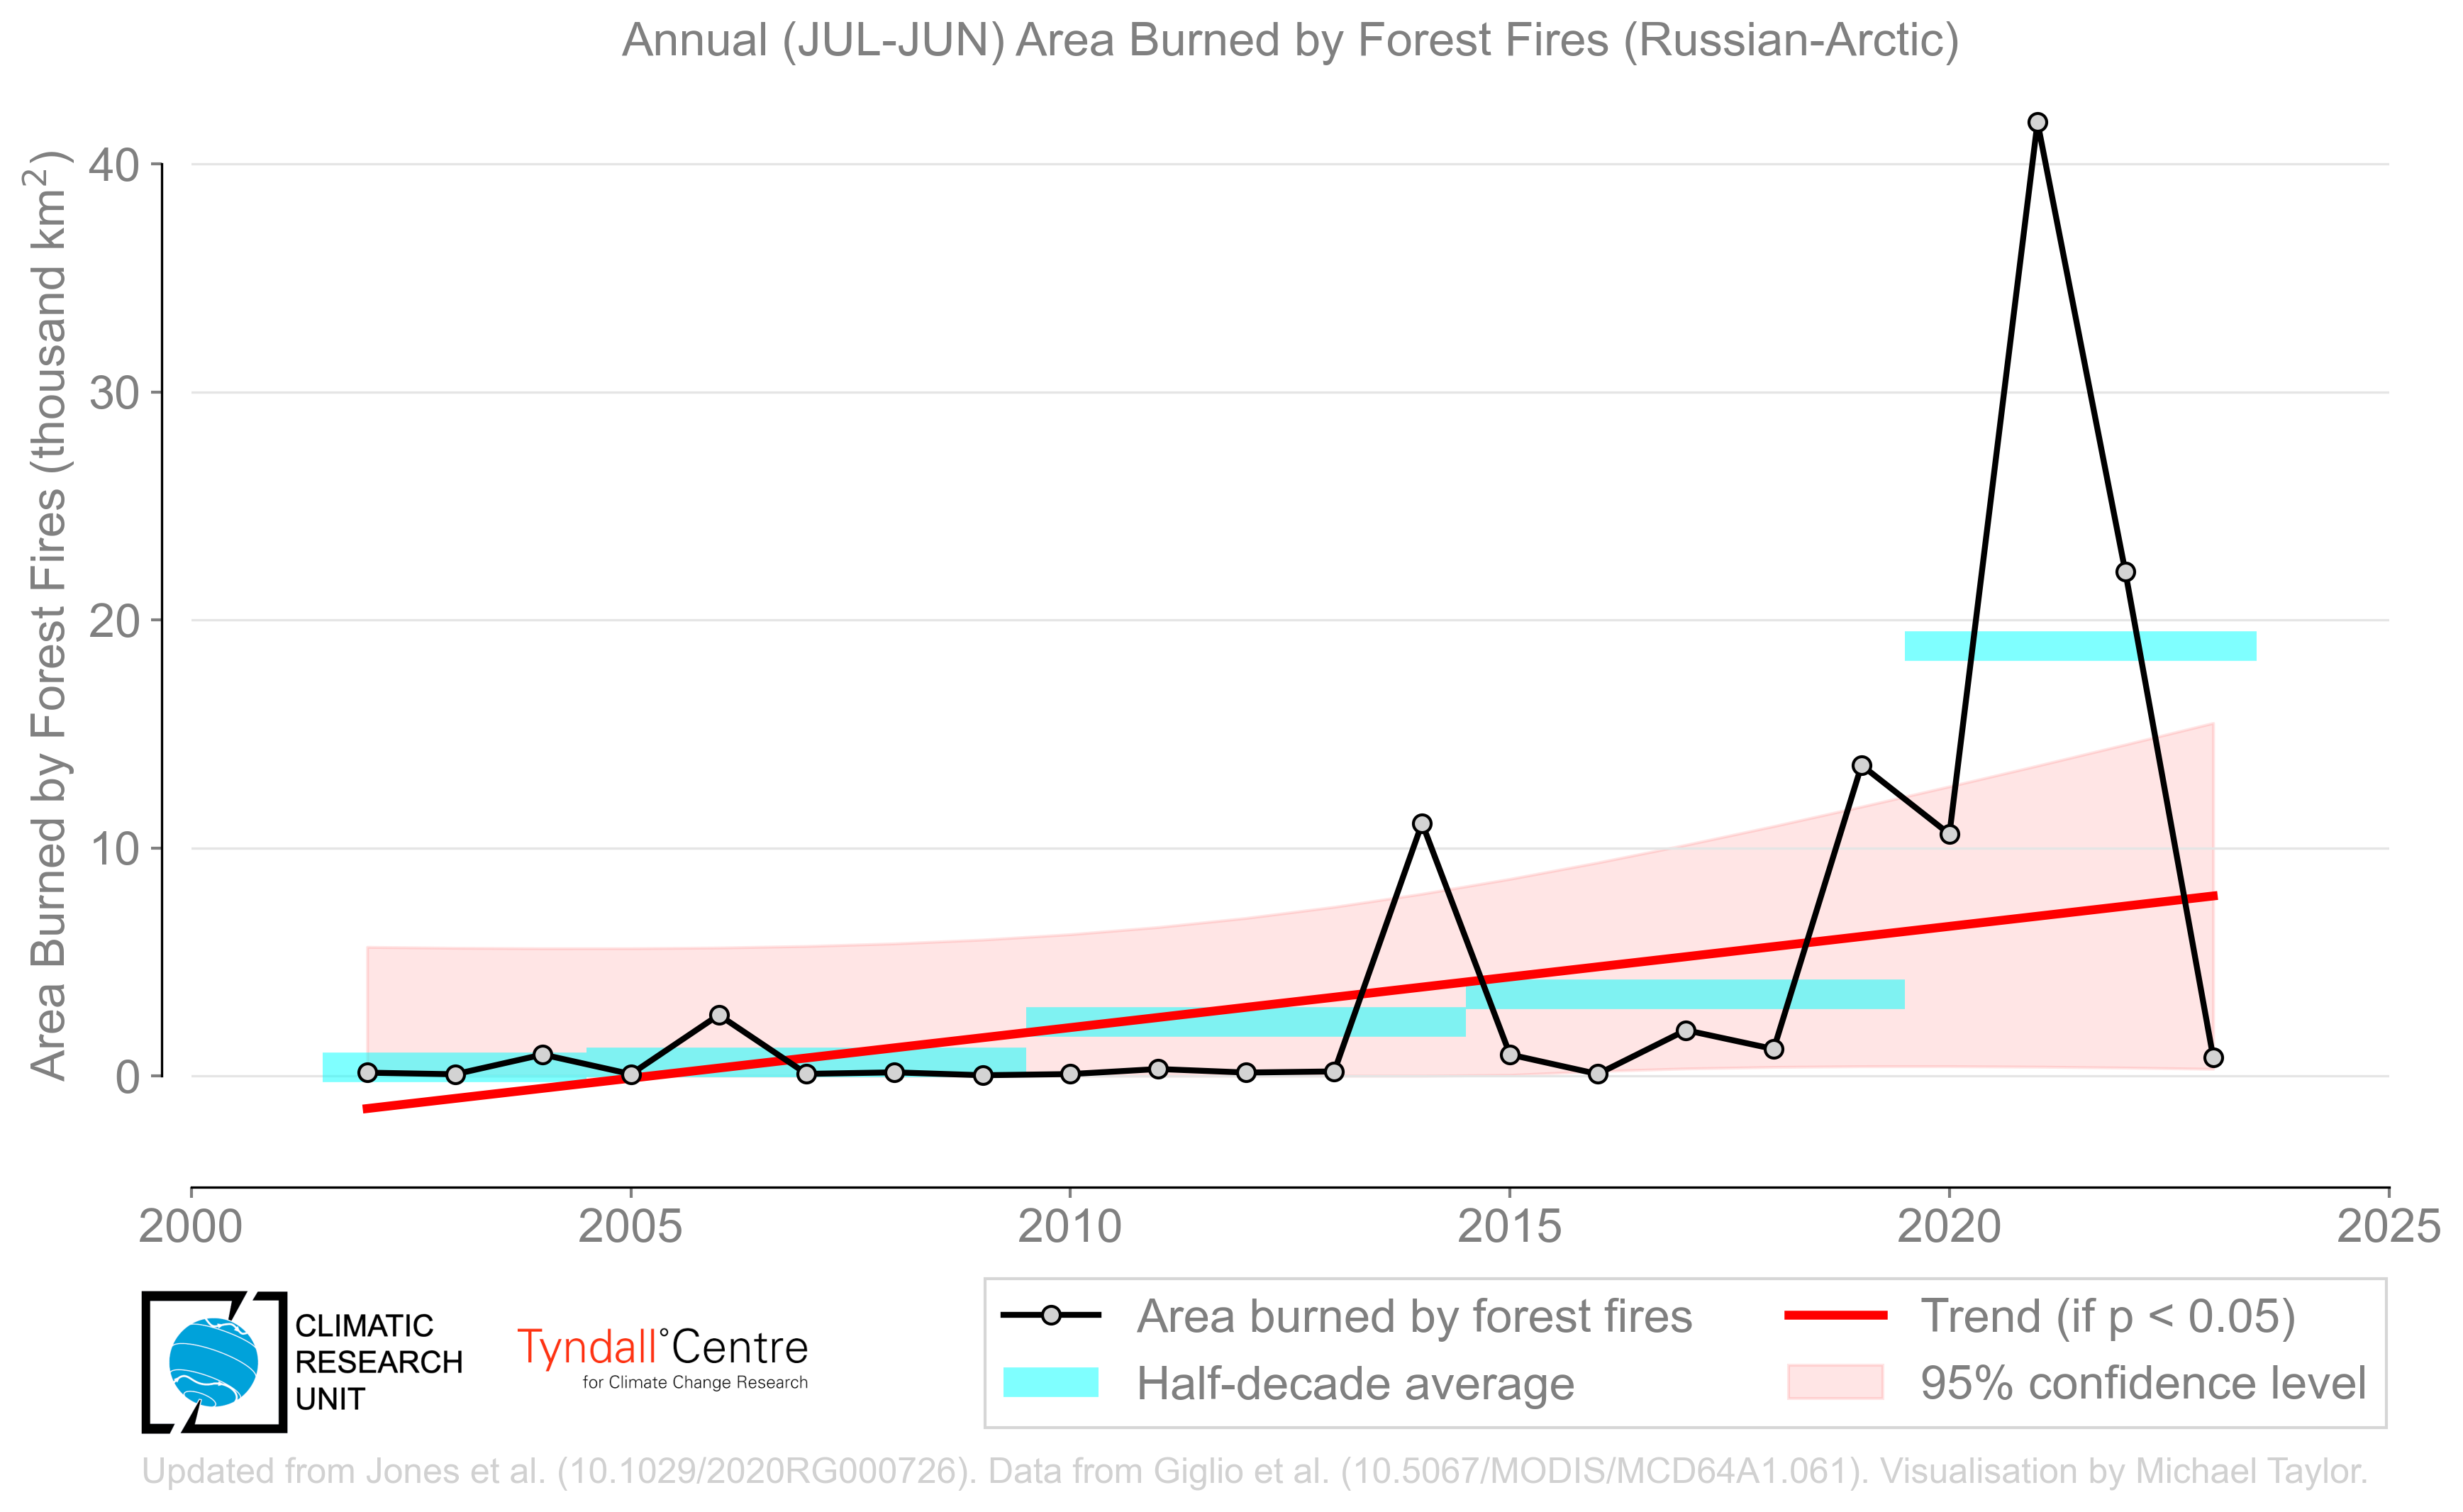 Annual (JUL-JUN) Area Burned by Forest Fires (Russian-Arctic)
Area Burned by Forest Fires (thousand km²)
40
30
20
10
0
2000 2005 2010 2015 2020 2025
CLIMATIC
RESEARCH
UNIT
Tyndall°Centre
for Climate Change Research
Area burned by forest fires
Half-decade average
Trend (if p < 0.05)
95% confidence level
Updated from Jones et al. (10.1029/2020RG000726). Data from Giglio et al. (10.5067/MODIS/MCD64A1.061). Visualisation by Michael Taylor.